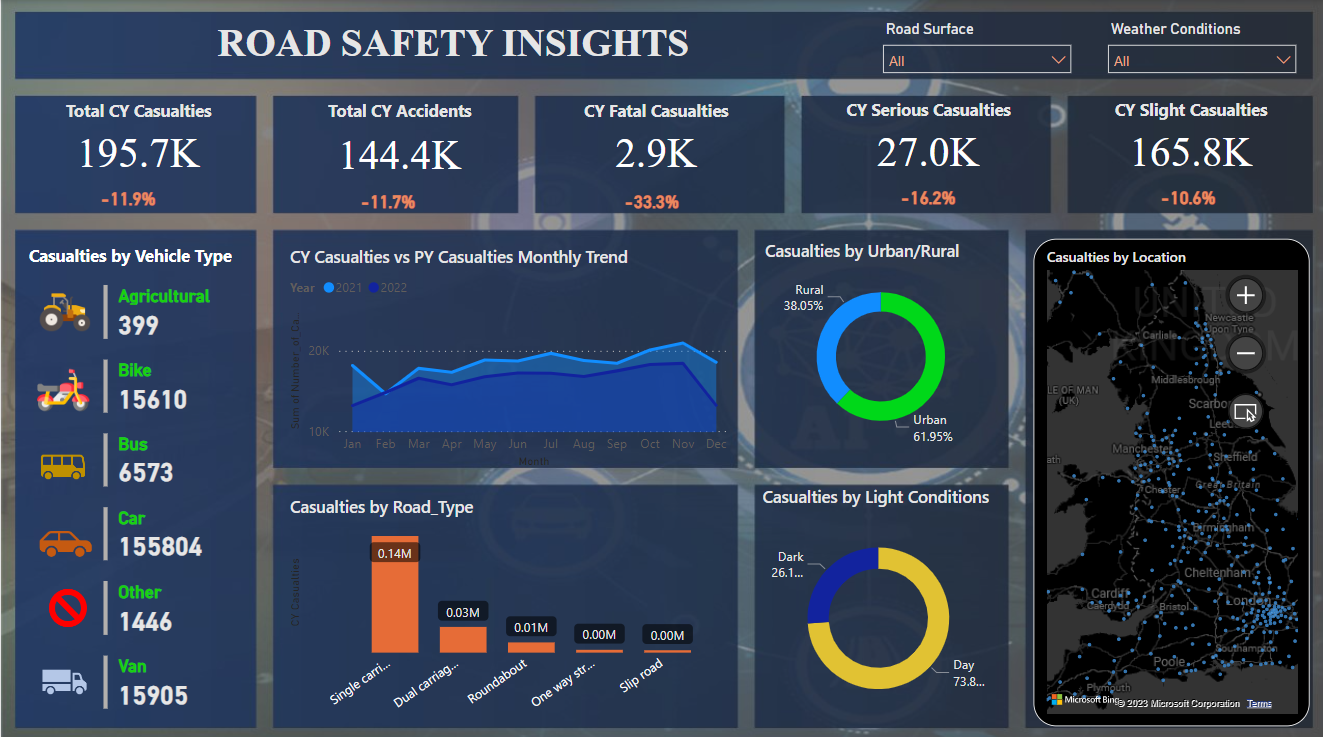 ROAD SAFETY INSIGHTS
Road Surface
All
Weather Conditions
All
Total CY Casualties
195.7K
-11.9%
Total CY Accidents
144.4K
-11.7%
CY Fatal Casualties
2.9K
-33.3%
CY Serious Casualties
27.0K
-16.2%
CY Slight Casualties
165.8K
-10.6%
Casualties by Vehicle Type
Agricultural
399
Bike
15610
Bus
6573
Car
155804
Other
1446
Van
15905
CY Casualties vs PY Casualties Monthly Trend
Year 2021 2022
Sum of Number_of_Ca...
20K
10K
Jan Feb Mar Apr May Jun Jul Aug Sep Oct Nov Dec
Month
Casualties by Urban/Rural
Rural
38.05%
Urban
61.95%
Casualties by Road_Type
CY Casualties
0.14M
0.03M
0.01M
0.00M
0.00M
Single carri...
Dual carriag...
Roundabout
One way str...
Slip road
Casualties by Light Conditions
Dark
26.1...
Day
73.8...
Casualties by Location
UNITED
KINGDOM
Newcastle
upon Tyne
Carlisle
Middlesbrough
ISLE OF MAN
(UK)
Scarbor
Leeds
Manchester
Sheffield
Chester
Great Britain
Birmingham
Cheltenham
Cardiff
Caerdydd
Bristol
London
Southampton
Poole
Plymouth
Microsoft Bing
© 2023 Microsoft Corporation Terms